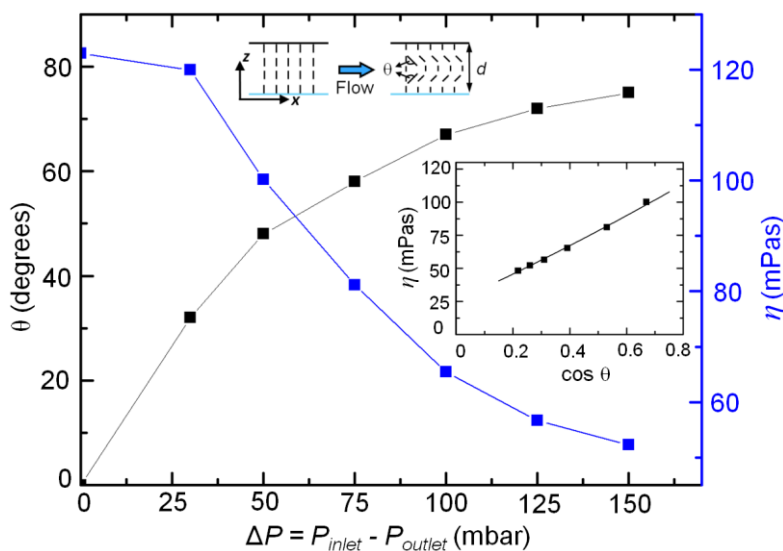 80
60
40
20
0
θ (degrees)
z
x
Flow
θ
d
120
100
80
60
η (mPas)
120
100
75
50
25
0
η (mPas)
0
0.2
0.4
0.6
0.8
cos θ
0
25
50
75
100
125
150
ΔP = P_inlet - P_outlet (mbar)